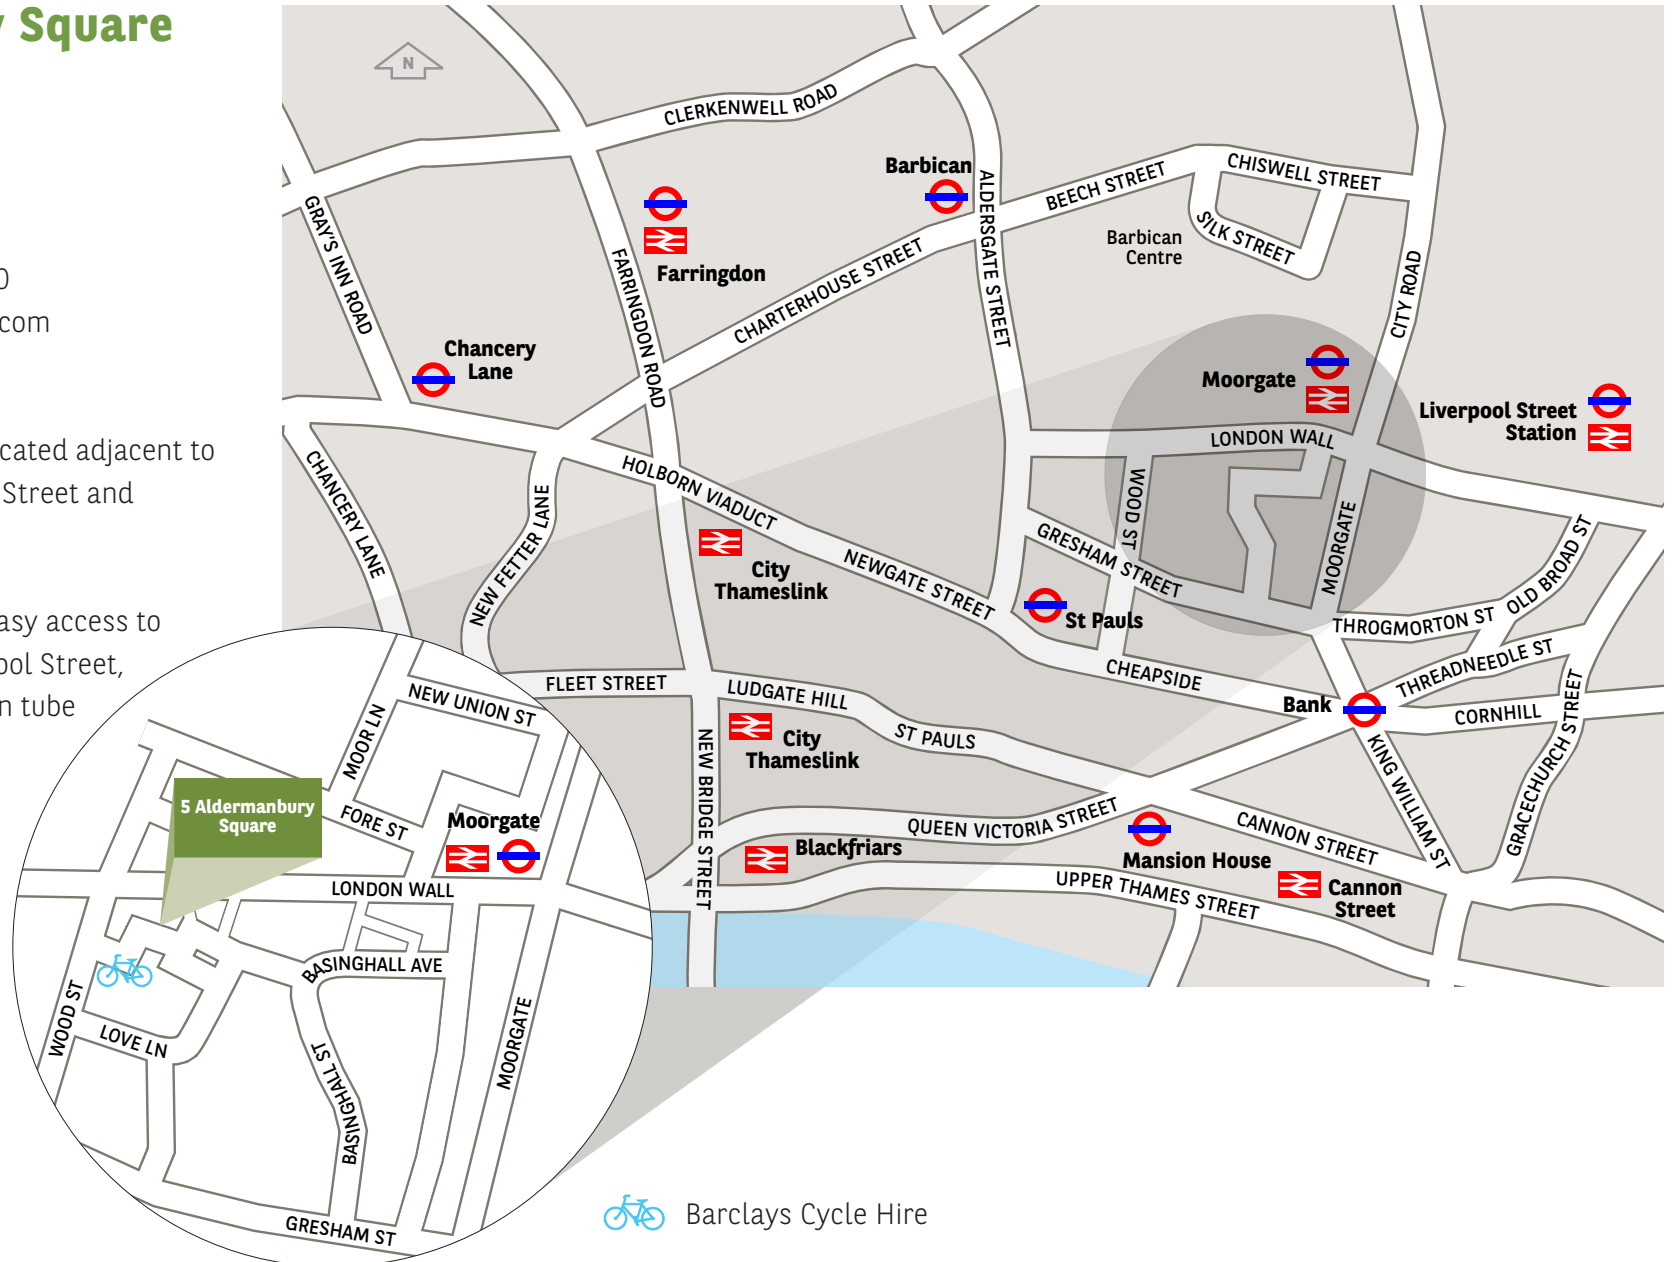 y Square
0
com
cated adjacent to
Street and
asy access to
ool Street,
n tube
N
CLERKENWELL ROAD
Barbican
ALDERSGATE STREET
BEECH STREET
CHISWELL STREET
SILK STREET
Barbican
Centre
GRAY'S INN ROAD
Farringdon
FARRINGDON ROAD
CHARTERHOUSE STREET
CITY ROAD
Chancery
Lane
Moorgate
Liverpool Street
Station
LONDON WALL
CHANCERY LANE
HOLBORN VIADUCT
NEW FETTER LANE
WOOD ST
MOORGATE
GRESHAM STREET
City
Thameslink
NEWGATE STREET
St Pauls
THROGMORTON ST
OLD BROAD ST
THREADNEEDLE ST
CHEAPSIDE
Bank
CORNHILL
FLEET STREET
LUDGATE HILL
ST PAULS
City
Thameslink
NEW BRIDGE STREET
KING WILLIAM ST
GRACECHURCH STREET
QUEEN VICTORIA STREET
CANNON STREET
Blackfriars
Mansion House
UPPER THAMES STREET
Cannon
Street
NEW UNION ST
MOOR LN
5 Aldermanbury
Square
FORE ST
Moorgate
LONDON WALL
BASINGHALL AVE
WOOD ST
LOVE LN
BASINGHALL ST
MOORGATE
GRESHAM ST
Barclays Cycle Hire